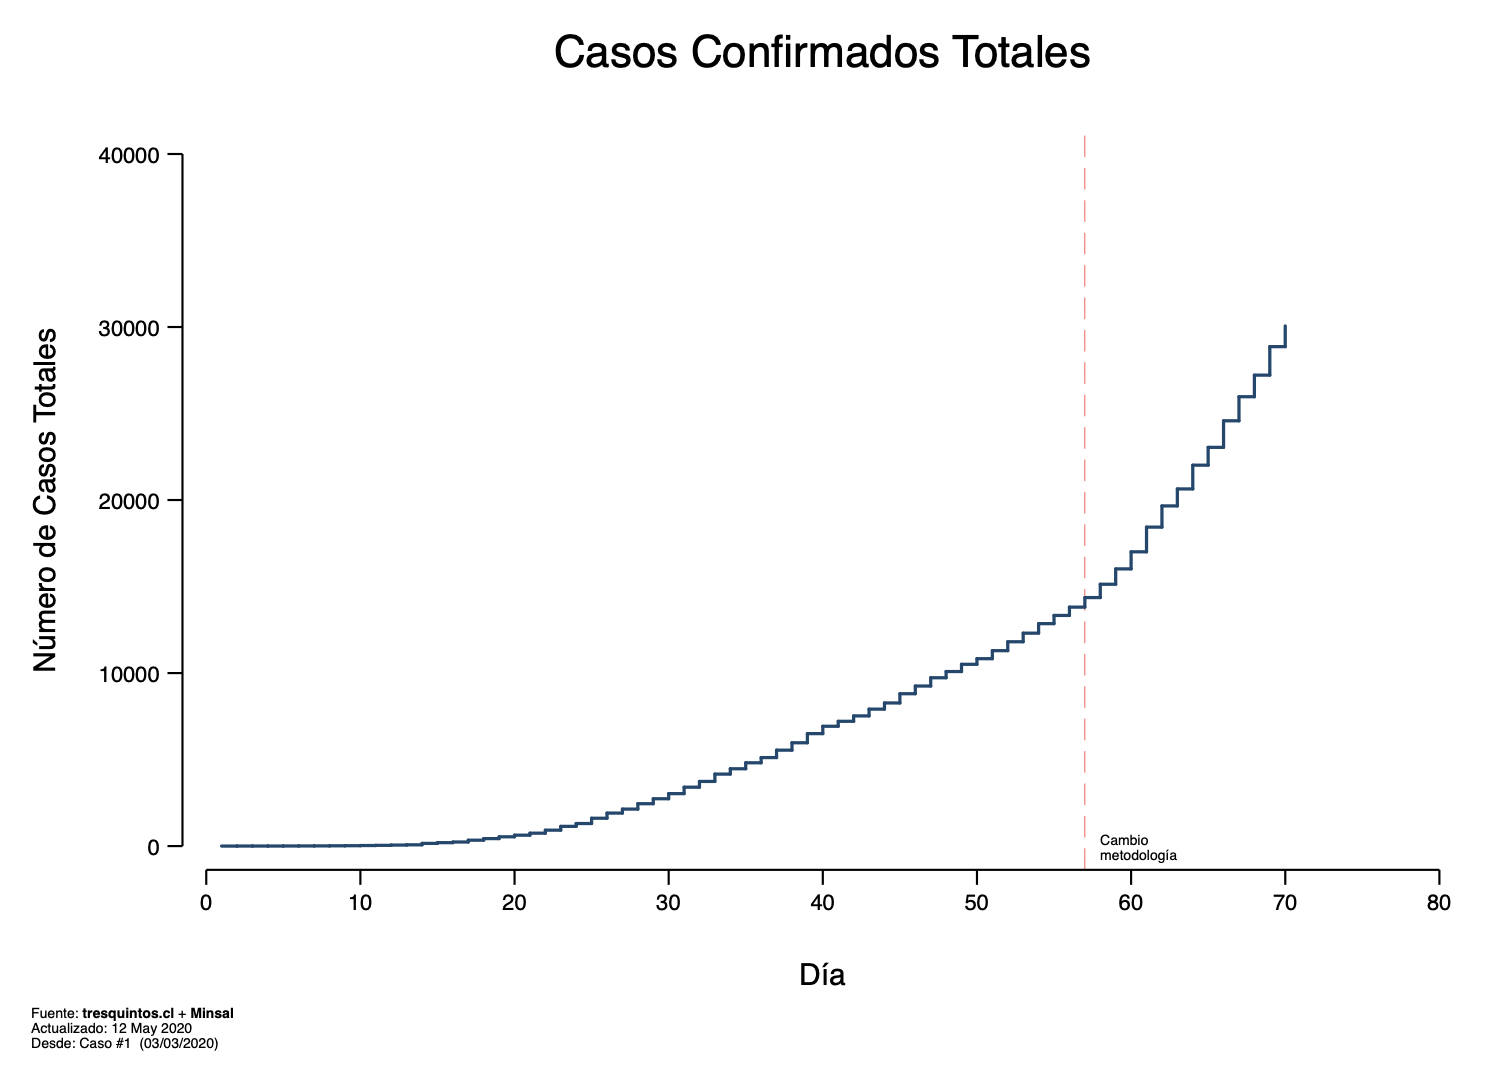 Casos Confirmados Totales
Número de Casos Totales
40000
30000
20000
10000
0
Cambio
metodología
0 10 20 30 40 50 60 70 80
Día
Fuente: tresquintos.cl + Minsal
Actualizado: 12 May 2020
Desde: Caso #1 (03/03/2020)